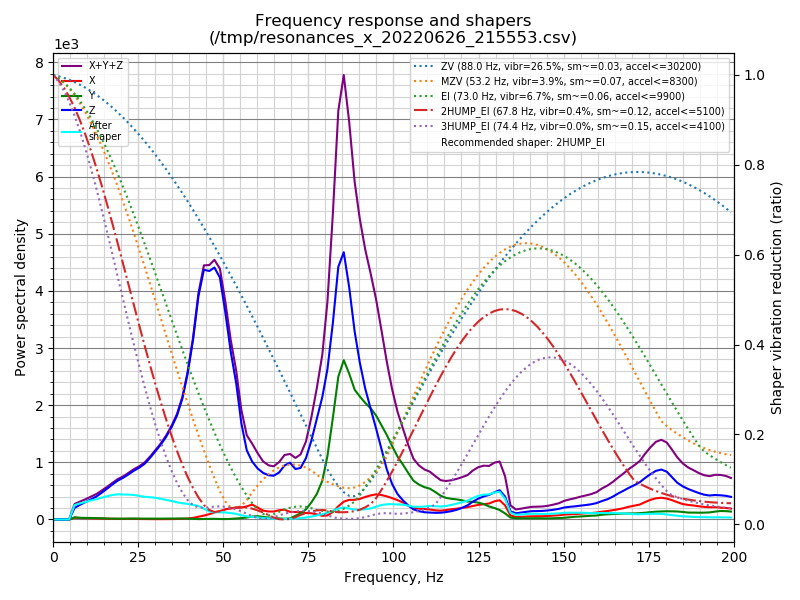 Frequency response and shapers
(/tmp/resonances_x_20220626_215553.csv)
1e3
8
7
6
5
4
3
2
1
0
Power spectral density
X+Y+Z
X
Y
Z
After
shaper
ZV (88.0 Hz, vibr=26.5%, sm~=0.03, accel<=30200)
MZV (53.2 Hz, vibr=3.9%, sm~=0.07, accel<=8300)
EI (73.0 Hz, vibr=6.7%, sm~=0.06, accel<=9900)
2HUMP_EI (67.8 Hz, vibr=0.4%, sm~=0.12, accel<=5100)
3HUMP_EI (74.4 Hz, vibr=0.0%, sm~=0.15, accel<=4100)
Recommended shaper: 2HUMP_EI
1.0
0.8
0.6
0.4
0.2
0.0
Shaper vibration reduction (ratio)
0 25 50 75 100 125 150 175 200
Frequency, Hz